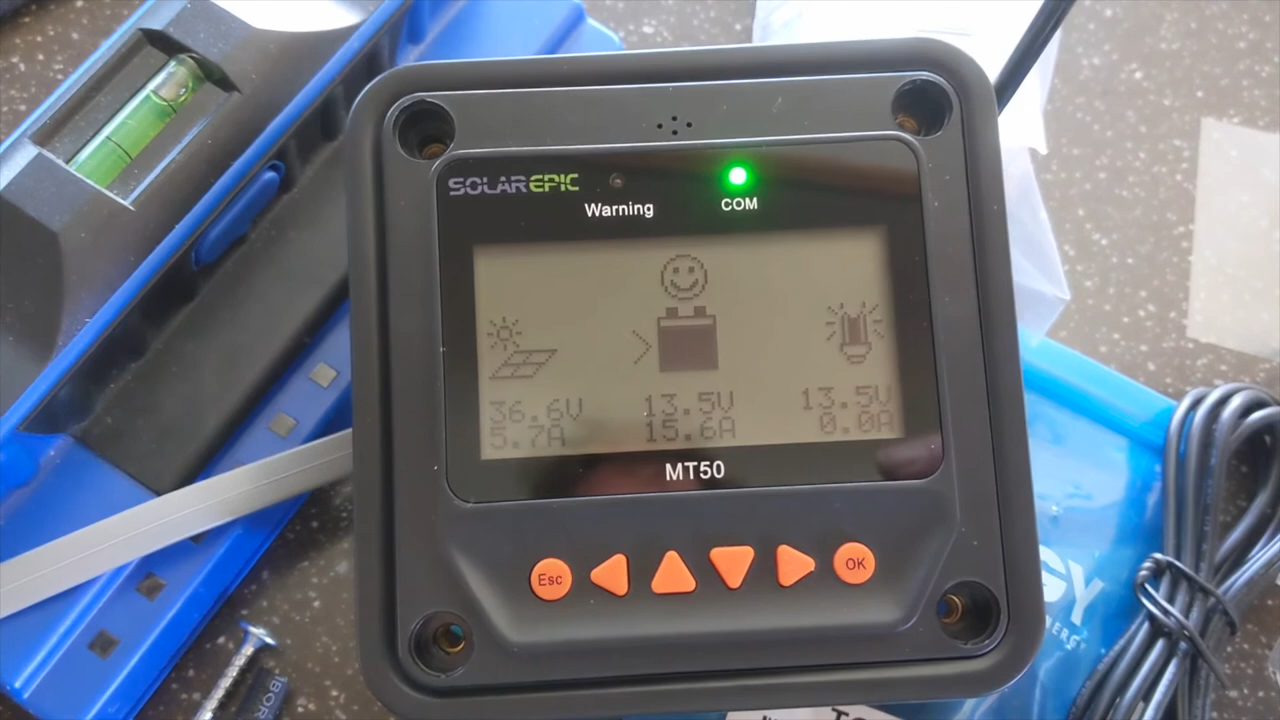 SOLAREPIC
Warning
COM
36.6V 13.5V 13.5V
5.7A 15.6A 0.0A
MT50
Esc
OK